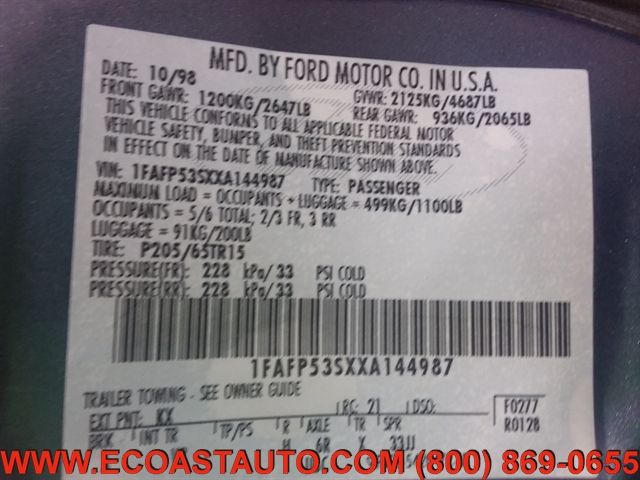 MFD. BY FORD MOTOR CO. IN U.S.A.
DATE: 10/98 GVWR: 2125KG/4687LB
FRONT GAWR: 1200KG/2647LB REAR GAWR: 936KG/2065LB
THIS VEHICLE CONFORMS TO ALL APPLICABLE FEDERAL MOTOR
VEHICLE SAFETY, BUMPER, AND THEFT PREVENTION STANDARDS
IN EFFECT ON THE DATE OF MANUFACTURE SHOWN ABOVE.
VIN: 1FAFP53SXXA144987 TYPE: PASSENGER
MAXIMUM LOAD = OCCUPANTS + LUGGAGE = 499KG/1100LB
OCCUPANTS = 5/6 TOTAL; 2/3 FR, 3 RR
LUGGAGE = 91KG/200LB
TIRE: P205/65TR15
PRESSURE(FR): 228 kPa/33 PSI COLD
PRESSURE(RR): 228 kPa/33 PSI COLD
1FAFP53SXXA144987
TRAILER TOWING - SEE OWNER GUIDE
EXT PNT: KX RC: 21 DSO: F0277
BRK INT TR TP/PS R AXLE TR SPR R0128
H 6R X 33JJ
WWW.ECOASTAUTO.COM (800) 869-0655